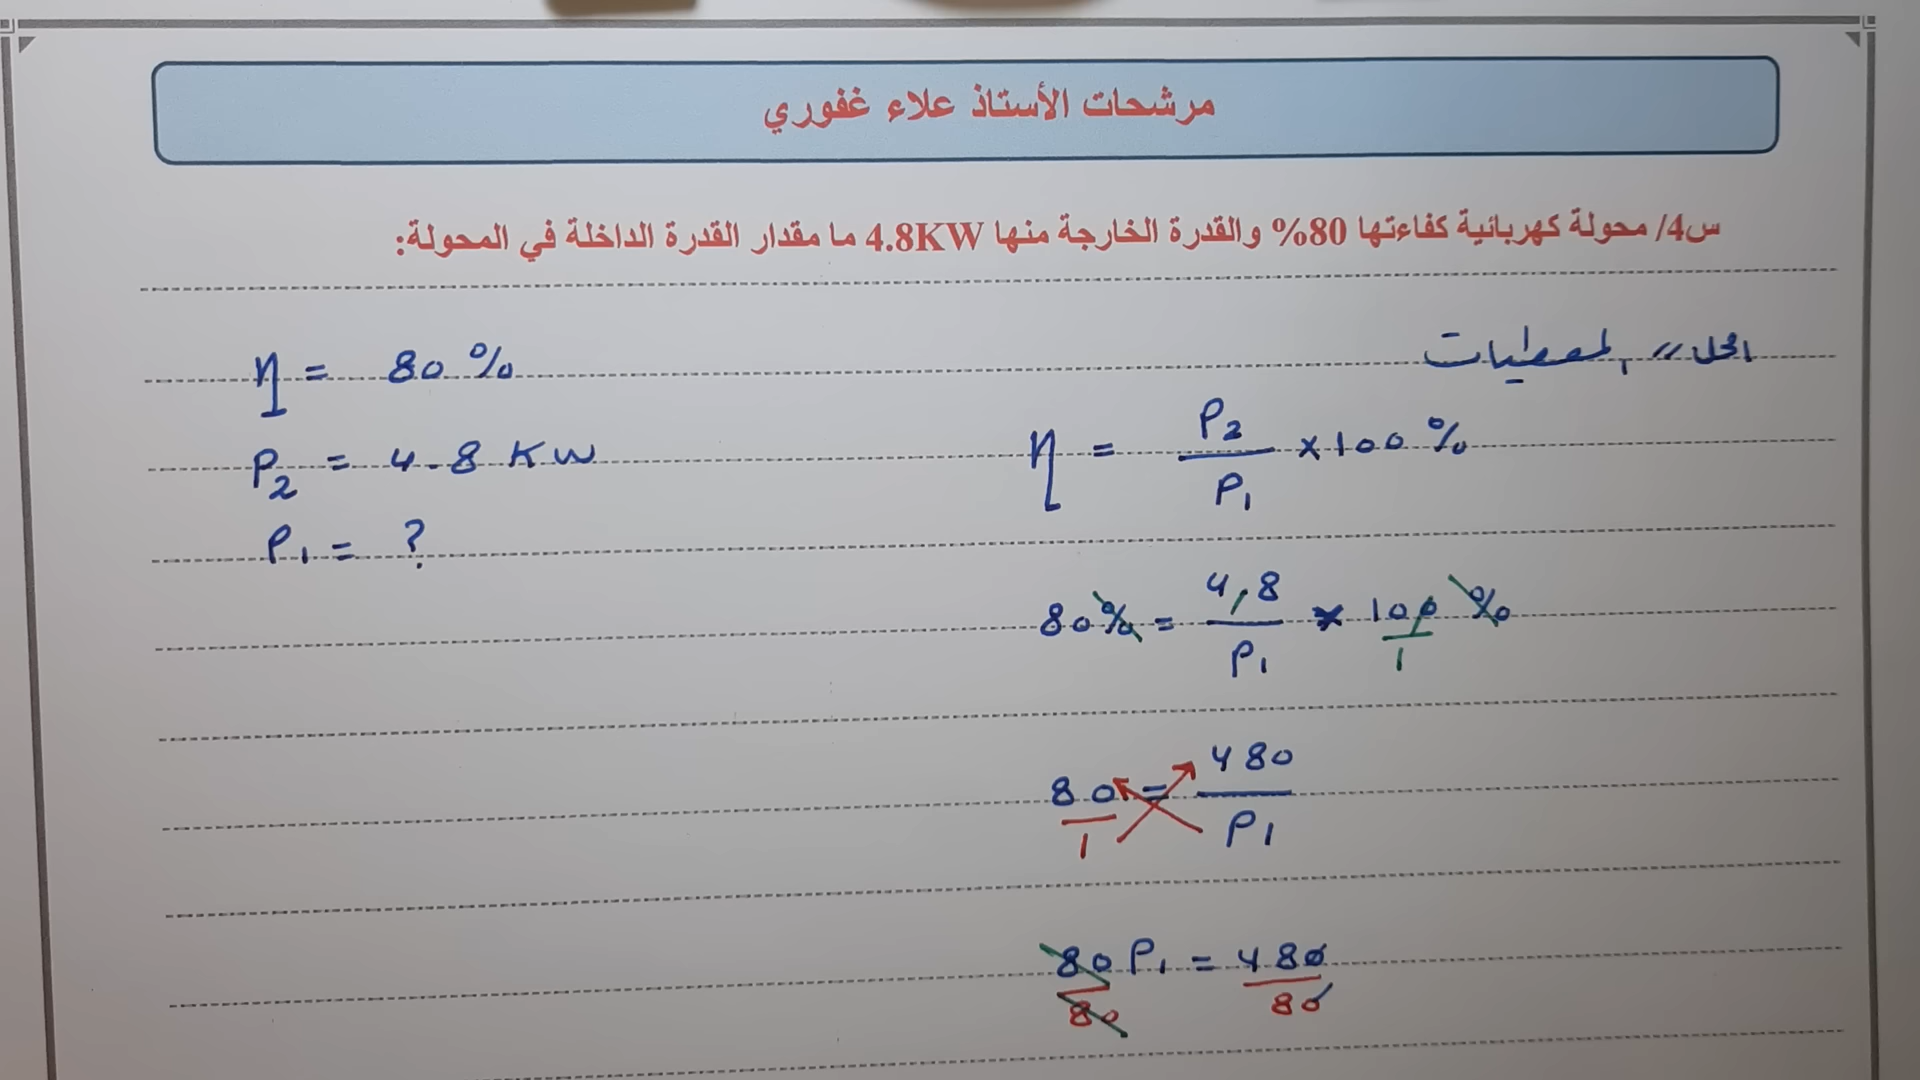 مرشحات الأستاذ علاء غفوري
س4/ محولة كهربائية كفاءتها 80% والقدرة الخارجة منها 4.8KW ما مقدار القدرة الداخلة في المحولة:
الحل // المعطيات
η = 80 %
P2 = 4.8 KW
P1 = ?
η = P2 / P1 × 100 %
80% = 4,8 / P1 × 100 % / 1
80 / 1 = 480 / P1
80 P1 / 80 = 480 / 80